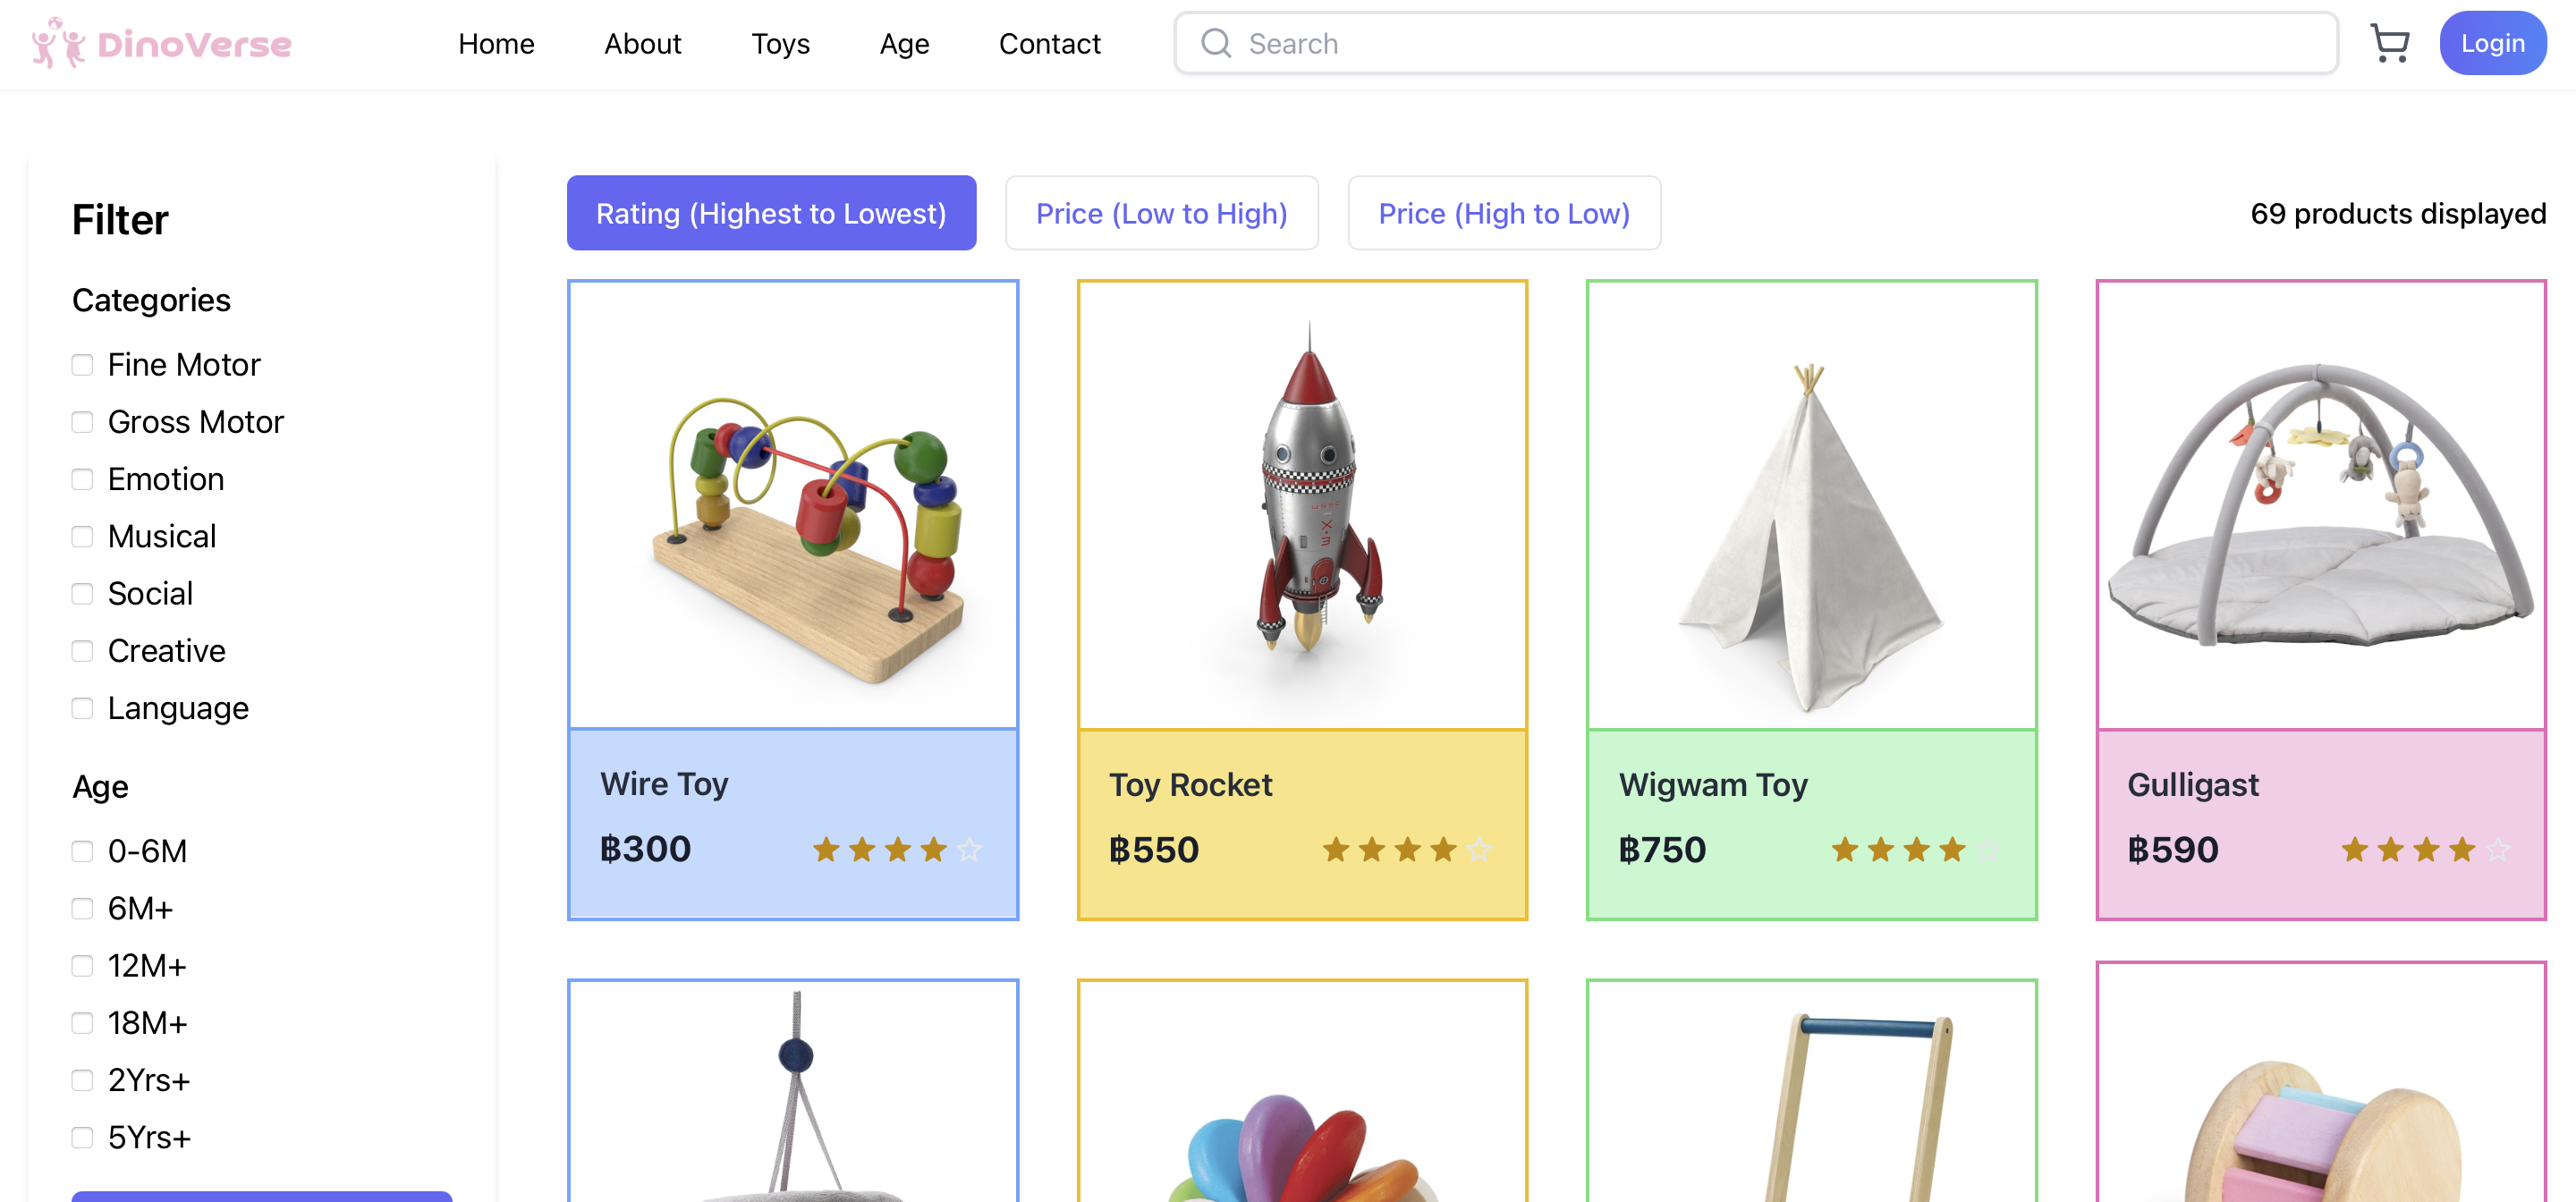 DinoVerse
Home
About
Toys
Age
Contact
Search
Login
Filter
Categories
Fine Motor
Gross Motor
Emotion
Musical
Social
Creative
Language
Age
0-6M
6M+
12M+
18M+
2Yrs+
5Yrs+
Rating (Highest to Lowest)
Price (Low to High)
Price (High to Low)
69 products displayed
Wire Toy
฿300
X-3
Toy Rocket
฿550
Wigwam Toy
฿750
Gulligast
฿590